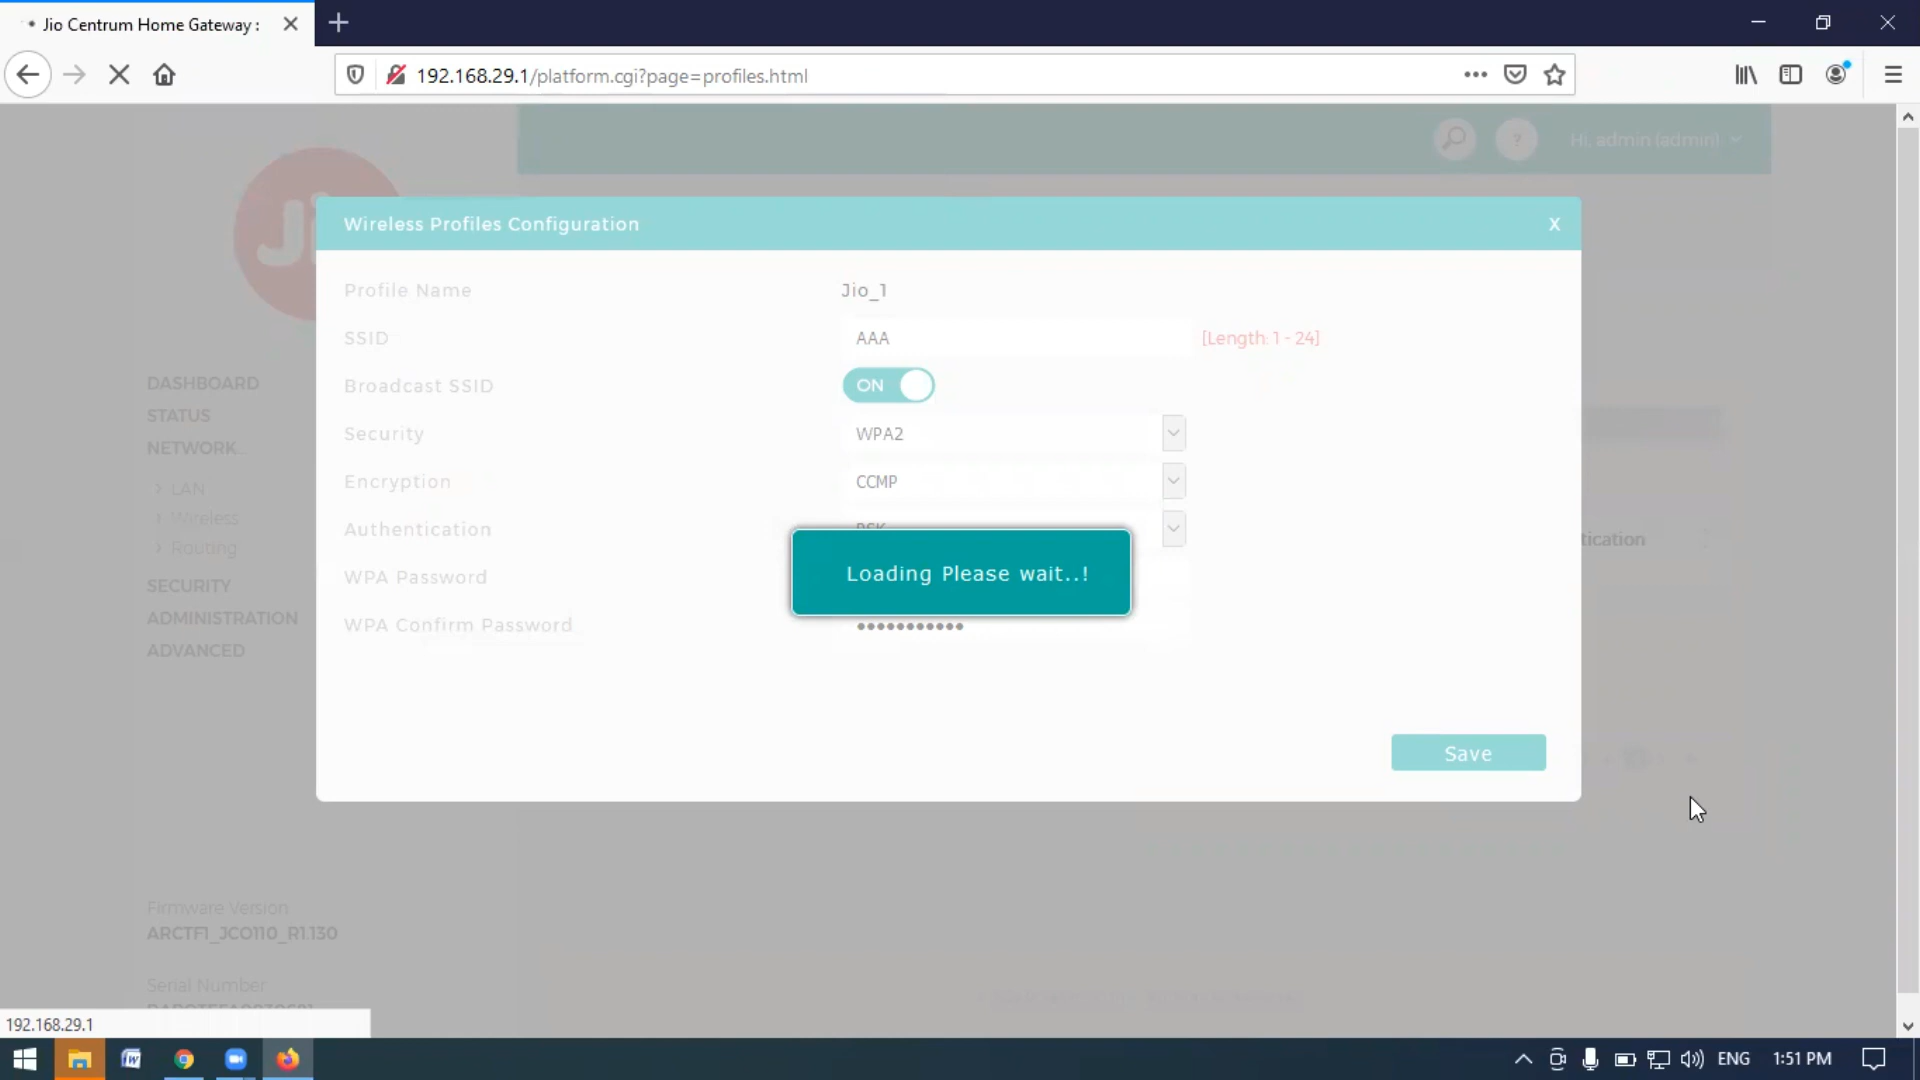 Jio Centrum Home Gateway :
192.168.29.1/platform.cgi?page=profiles.html
?
Hi, admin (admin)
Wireless Profiles Configuration
X
Profile Name
Jio_1
SSID
AAA
[Length: 1 - 24]
Broadcast SSID
ON
Security
WPA2
Encryption
CCMP
Authentication
PSK
WPA Password
WPA Confirm Password
Loading Please wait..!
Save
DASHBOARD
STATUS
NETWORK...
LAN
Wireless
Routing
SECURITY
ADMINISTRATION
ADVANCED
Firmware Version
ARCTF1_JCO110_R1.130
Serial Number
192.168.29.1
ENG
1:51 PM